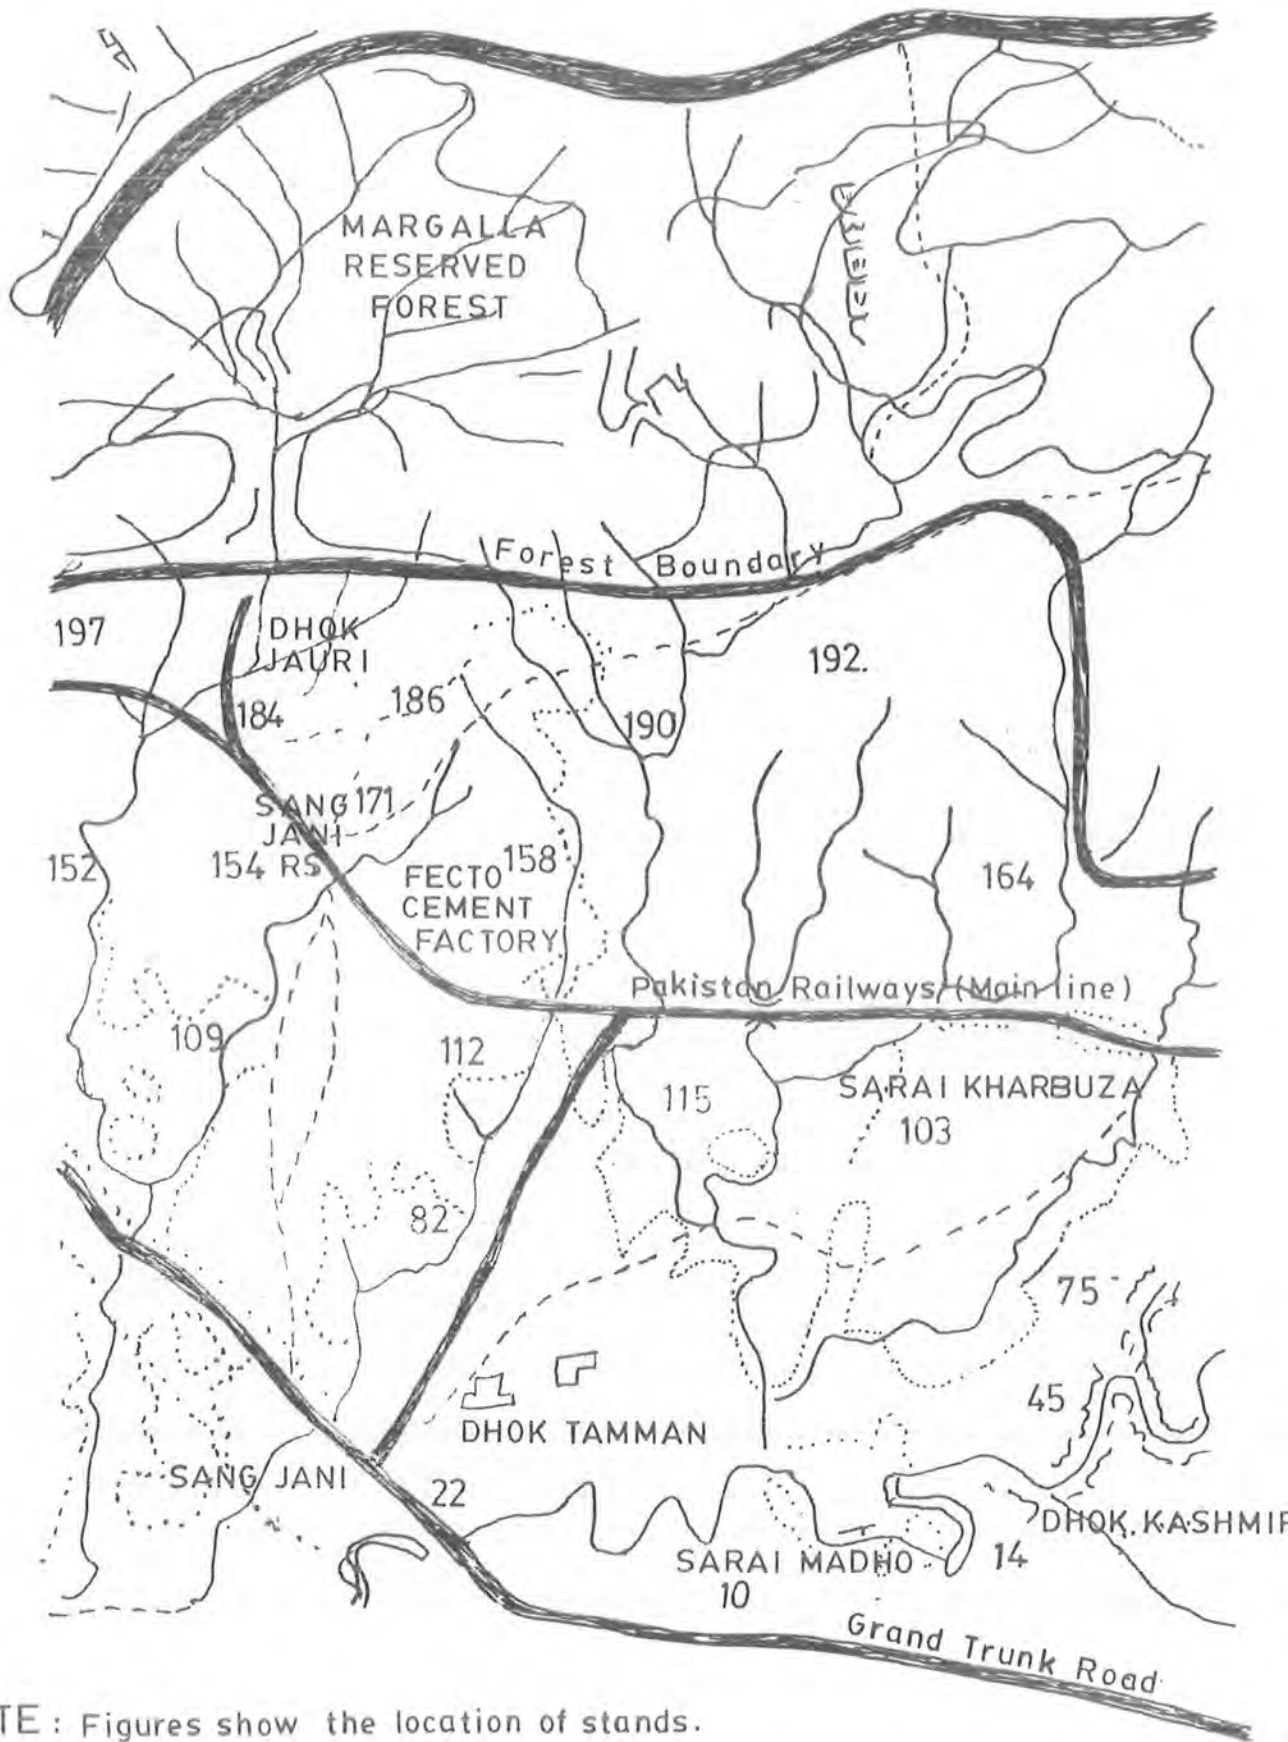 MARGALLA
RESERVED
FOREST
Forest Boundary
197
DHOK
JAURI
192.
184
186
190
SANG
JANI
RS
171
152
154
158
164
FECTO
CEMENT
FACTORY
Pakistan Railways (Main line)
109
112
115
SARAI KHARBUZA
103
82
75
45
DHOK TAMMAN
SANG JANI
22
DHOK KASHMIR
SARAI MADHO
14
10
Grand Trunk Road
TE : Figures show the location of stands.